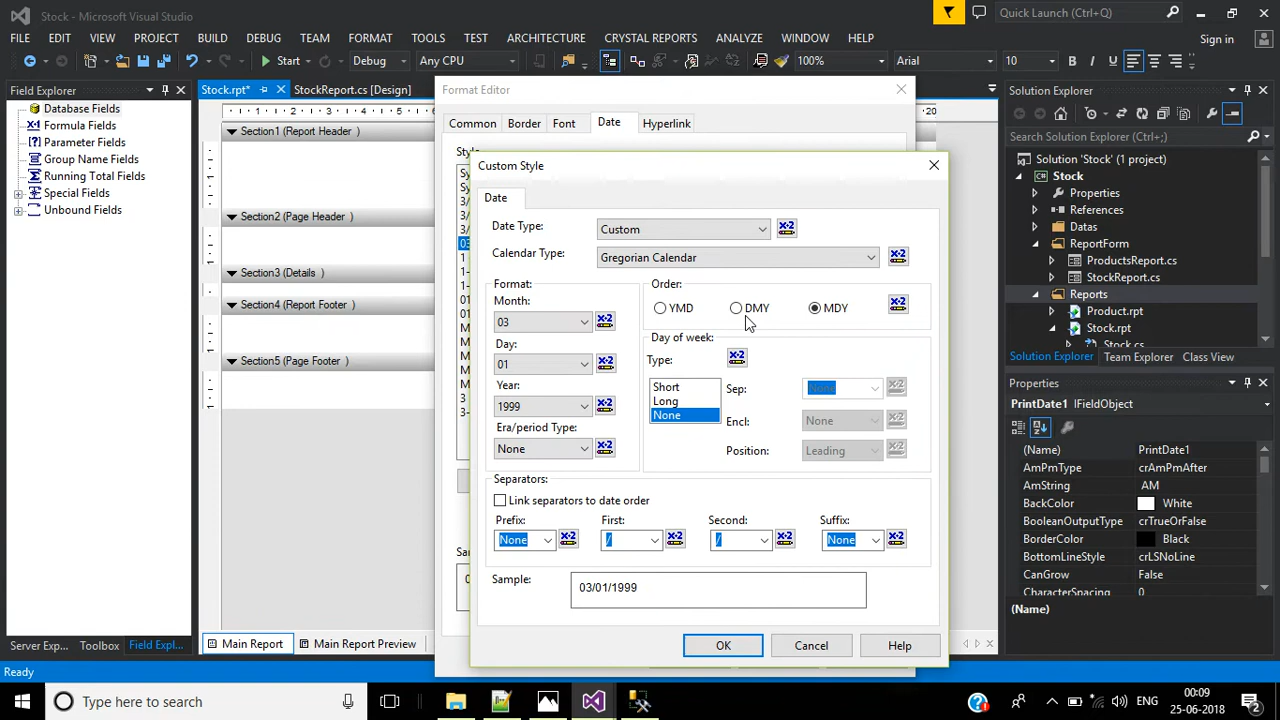 Stock - Microsoft Visual Studio
Quick Launch (Ctrl+Q)
FILE EDIT VIEW PROJECT BUILD DEBUG TEAM FORMAT TOOLS TEST ARCHITECTURE CRYSTAL REPORTS ANALYZE WINDOW HELP
Sign in
Start
Debug
Any CPU
100%
Arial
10
B I U
Field Explorer
Database Fields
Formula Fields
Parameter Fields
Group Name Fields
Running Total Fields
Special Fields
Unbound Fields
Server Exp...
Toolbox
Field Expl...
Stock.rpt*
StockReport.cs [Design]
Section1 (Report Header )
Section2 (Page Header )
Section3 (Details )
Section4 (Report Footer )
Section5 (Page Footer )
Main Report
Main Report Preview
Format Editor
Common Border Font Date Hyperlink
Custom Style
Date
Date Type:
Custom
Calendar Type:
Gregorian Calendar
Format:
Month:
03
Day:
01
Year:
1999
Era/period Type:
None
Order:
YMD
DMY
MDY
Day of week:
Type:
Short
Long
None
Sep:
None
Encl:
None
Position:
Leading
Separators:
Link separators to date order
Prefix:
None
First:
/
Second:
/
Suffix:
None
Sample:
03/01/1999
OK
Cancel
Help
Solution Explorer
Search Solution Explorer (Ctrl+;)
Solution 'Stock' (1 project)
Stock
Properties
References
Datas
ReportForm
ProductsReport.cs
StockReport.cs
Reports
Product.rpt
Stock.rpt
Stock.cs
Solution Explorer
Team Explorer
Class View
Properties
PrintDate1 IFieldObject
(Name) PrintDate1
AmPmType crAmPmAfter
AmString AM
BackColor White
BooleanOutputType crTrueOrFalse
BorderColor Black
BottomLineStyle crLSNoLine
CanGrow False
CharacterSpacing 0
(Name)
Ready
Type here to search
ENG
00:09
25-06-2018
2